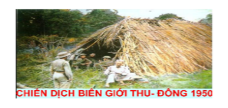 CHIẾN DỊCH BIÊN GIỚI THU- ĐÔNG 1950